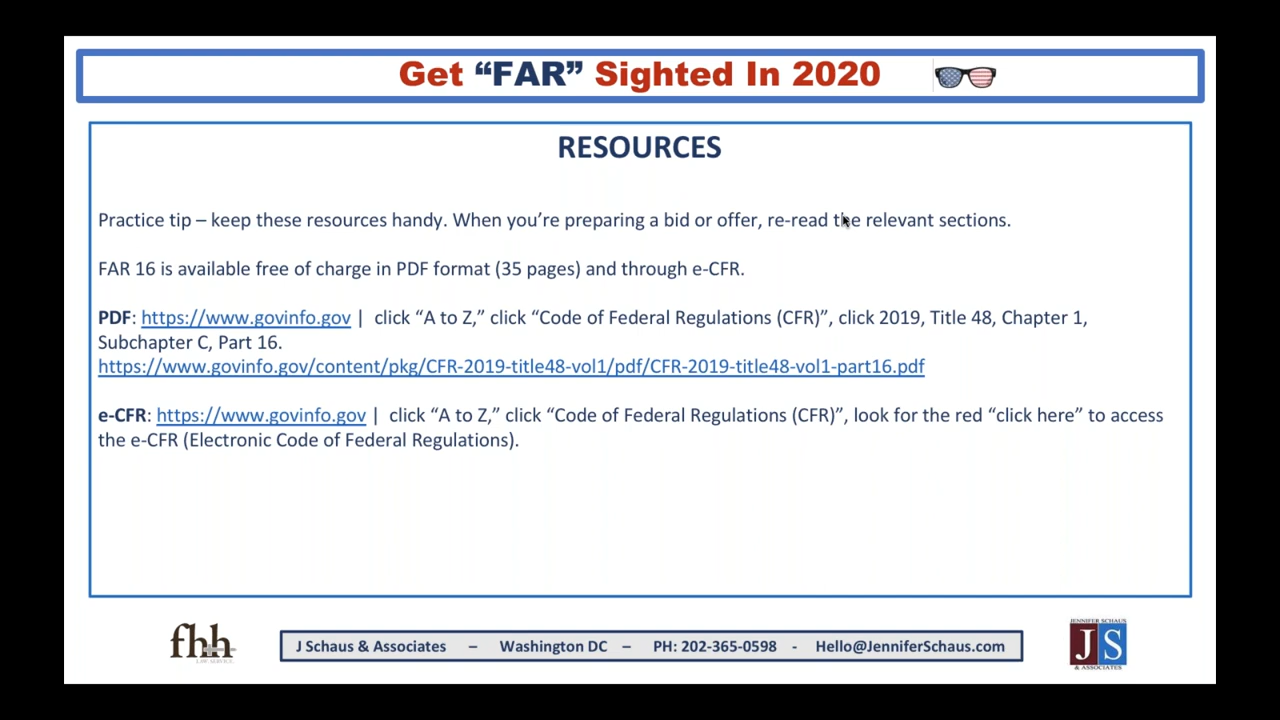 Get “FAR” Sighted In 2020
RESOURCES
Practice tip – keep these resources handy. When you’re preparing a bid or offer, re-read the relevant sections.
FAR 16 is available free of charge in PDF format (35 pages) and through e-CFR.
PDF: https://www.govinfo.gov | click “A to Z,” click “Code of Federal Regulations (CFR)”, click 2019, Title 48, Chapter 1,
Subchapter C, Part 16.
https://www.govinfo.gov/content/pkg/CFR-2019-title48-vol1/pdf/CFR-2019-title48-vol1-part16.pdf
e-CFR: https://www.govinfo.gov | click “A to Z,” click “Code of Federal Regulations (CFR)”, look for the red “click here” to access
the e-CFR (Electronic Code of Federal Regulations).
fhh
J Schaus & Associates – Washington DC – PH: 202-365-0598 - Hello@JenniferSchaus.com
JENNIFER SCHAUS
JS
& ASSOCIATES